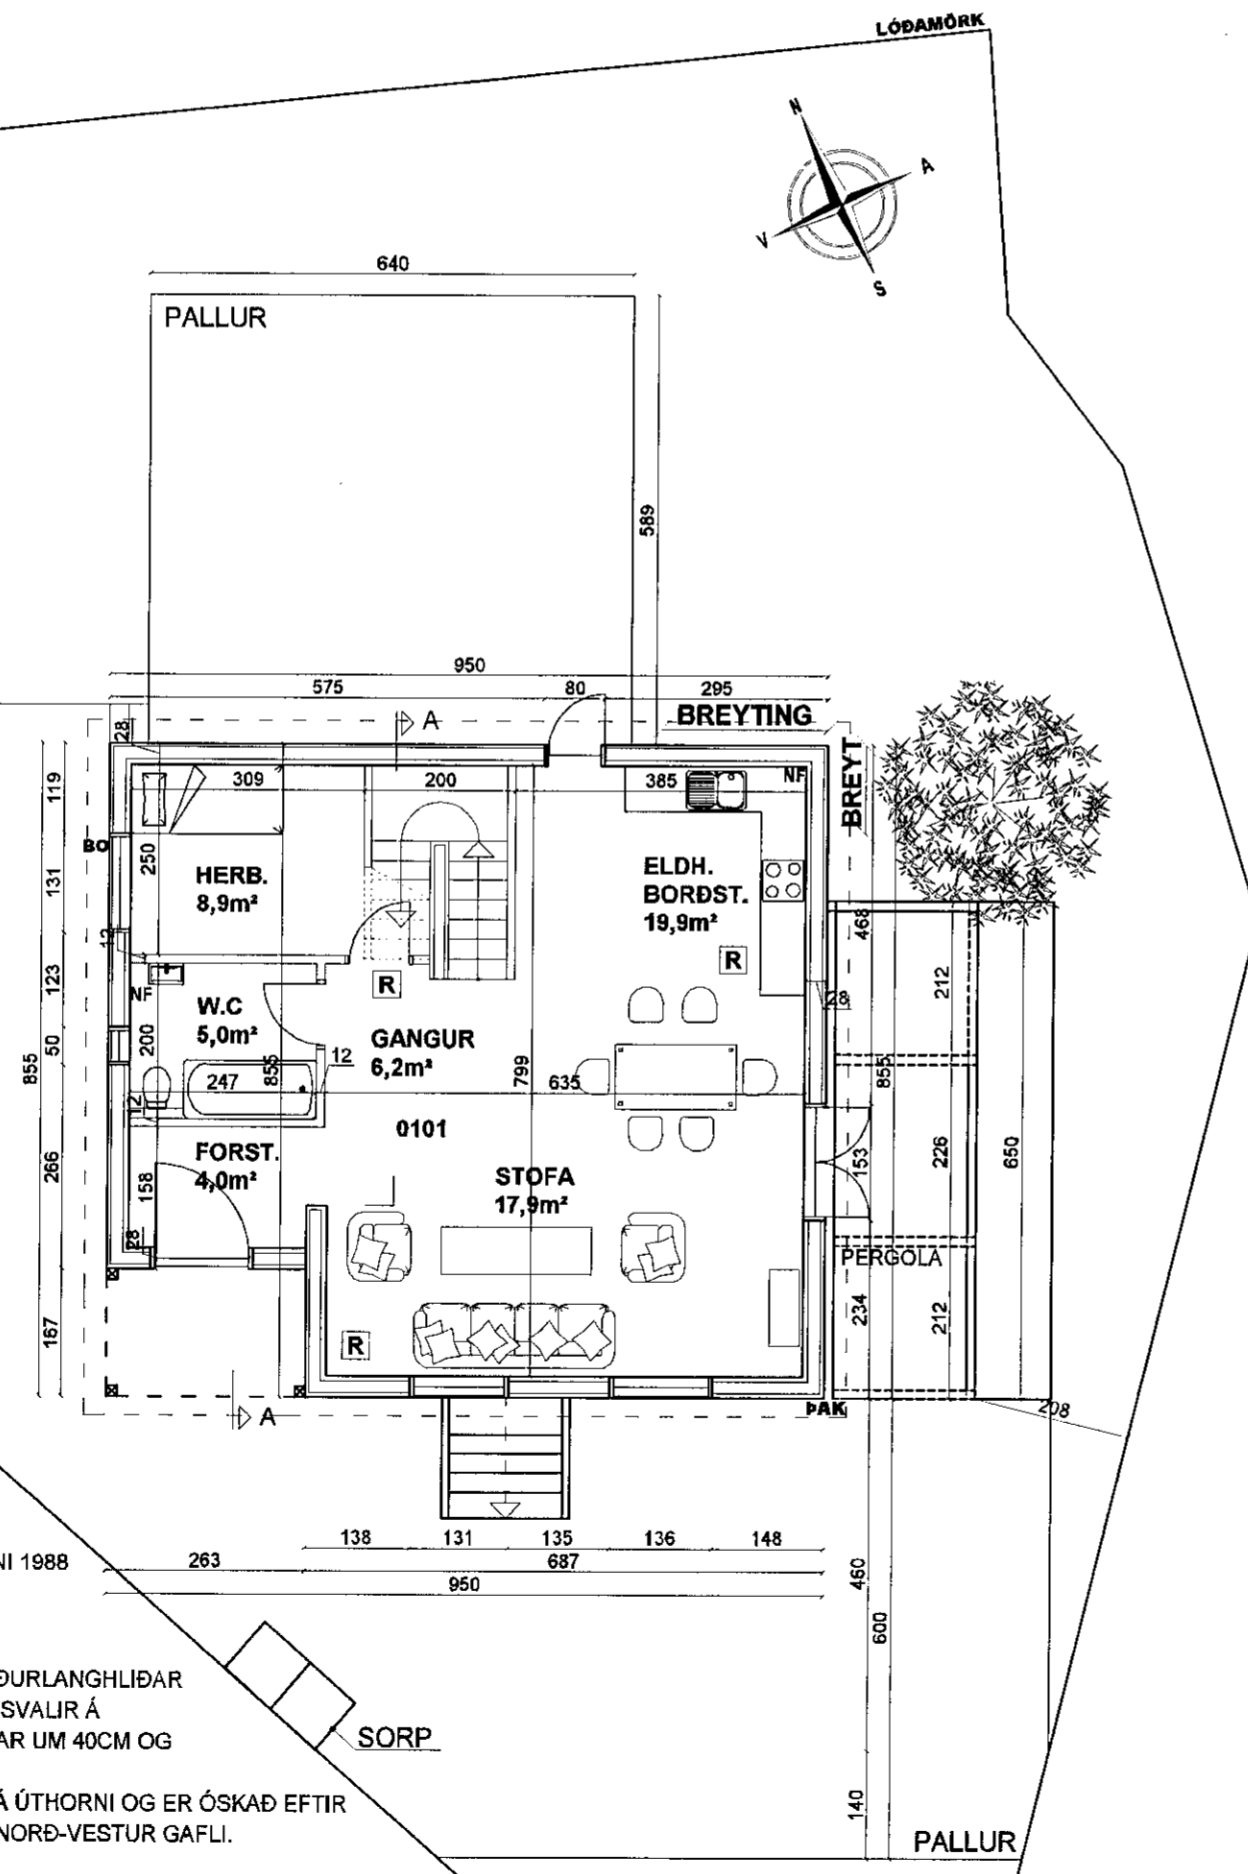 LÓÐAMÖRK
N
A
V
S
640
PALLUR
589
950
575
80
295
BREYTING
A
28
BREYT
309
200
385
NF
119
BO
250
HERB.
8,9m²
131
ELDH.
BORÐST.
19,9m²
468
R
R
12
123
NF
W.C
5,0m²
200
212
28
GANGUR
6,2m²
12
50
855
247
855
799
635
855
12
0101
FORST.
4,0m²
266
158
STOFA
17,9m²
153
226
650
28
PERGOLA
167
R
234
212
A
ÞAK
208
138
131
135
136
148
NI 1988
263
687
950
460
600
ÐURLANGHLIÐAR
SVALIR Á
AR UM 40CM OG
SORP
Á ÚTHORNI OG ER ÓSKAÐ EFTIR
NORÐ-VESTUR GAFLI.
140
PALLUR